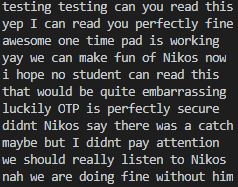 testing testing can you read this
yep I can read you perfectly fine
awesome one time pad is working
yay we can make fun of Nikos now
i hope no student can read this
that would be quite embarrassing
luckily OTP is perfectly secure
didnt Nikos say there was a catch
maybe but I didnt pay attention
we should really listen to Nikos
nah we are doing fine without him